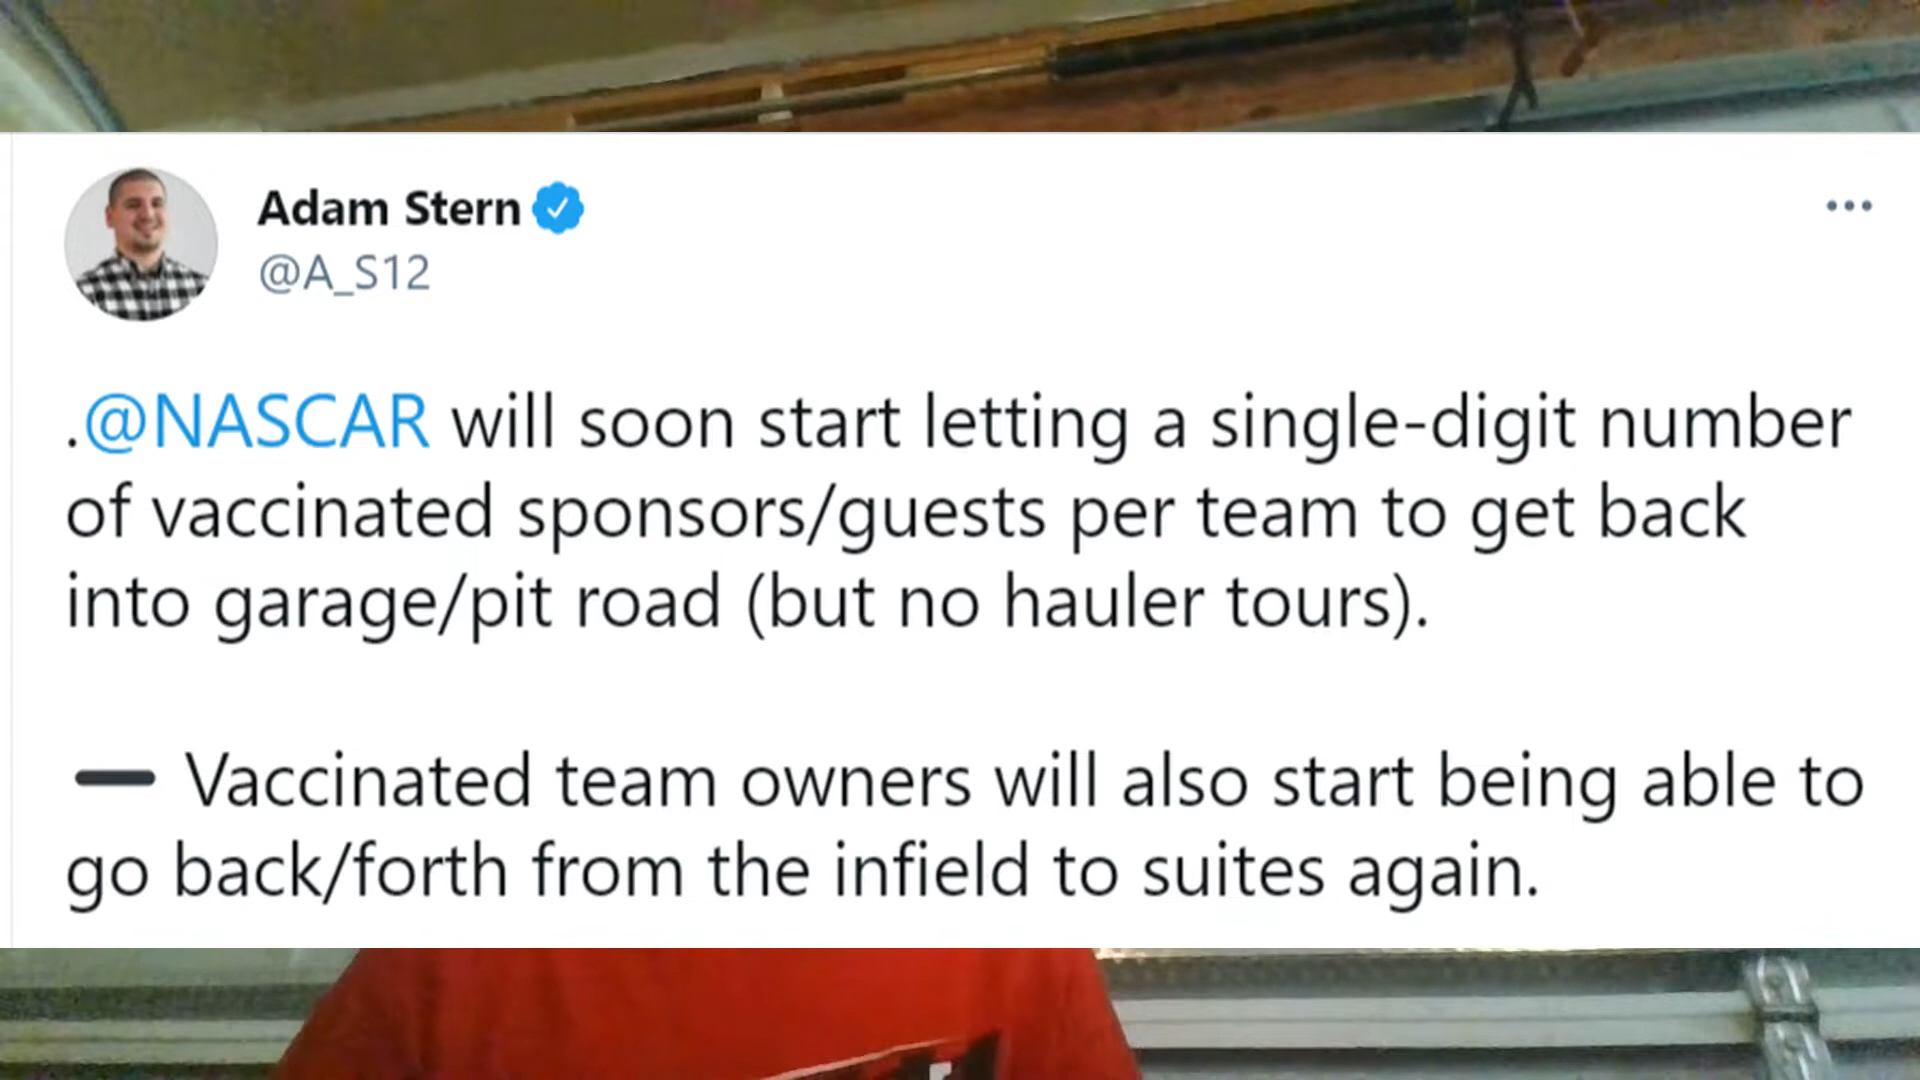 Adam Stern
@A_S12
.@NASCAR will soon start letting a single-digit number
of vaccinated sponsors/guests per team to get back
into garage/pit road (but no hauler tours).
— Vaccinated team owners will also start being able to
go back/forth from the infield to suites again.